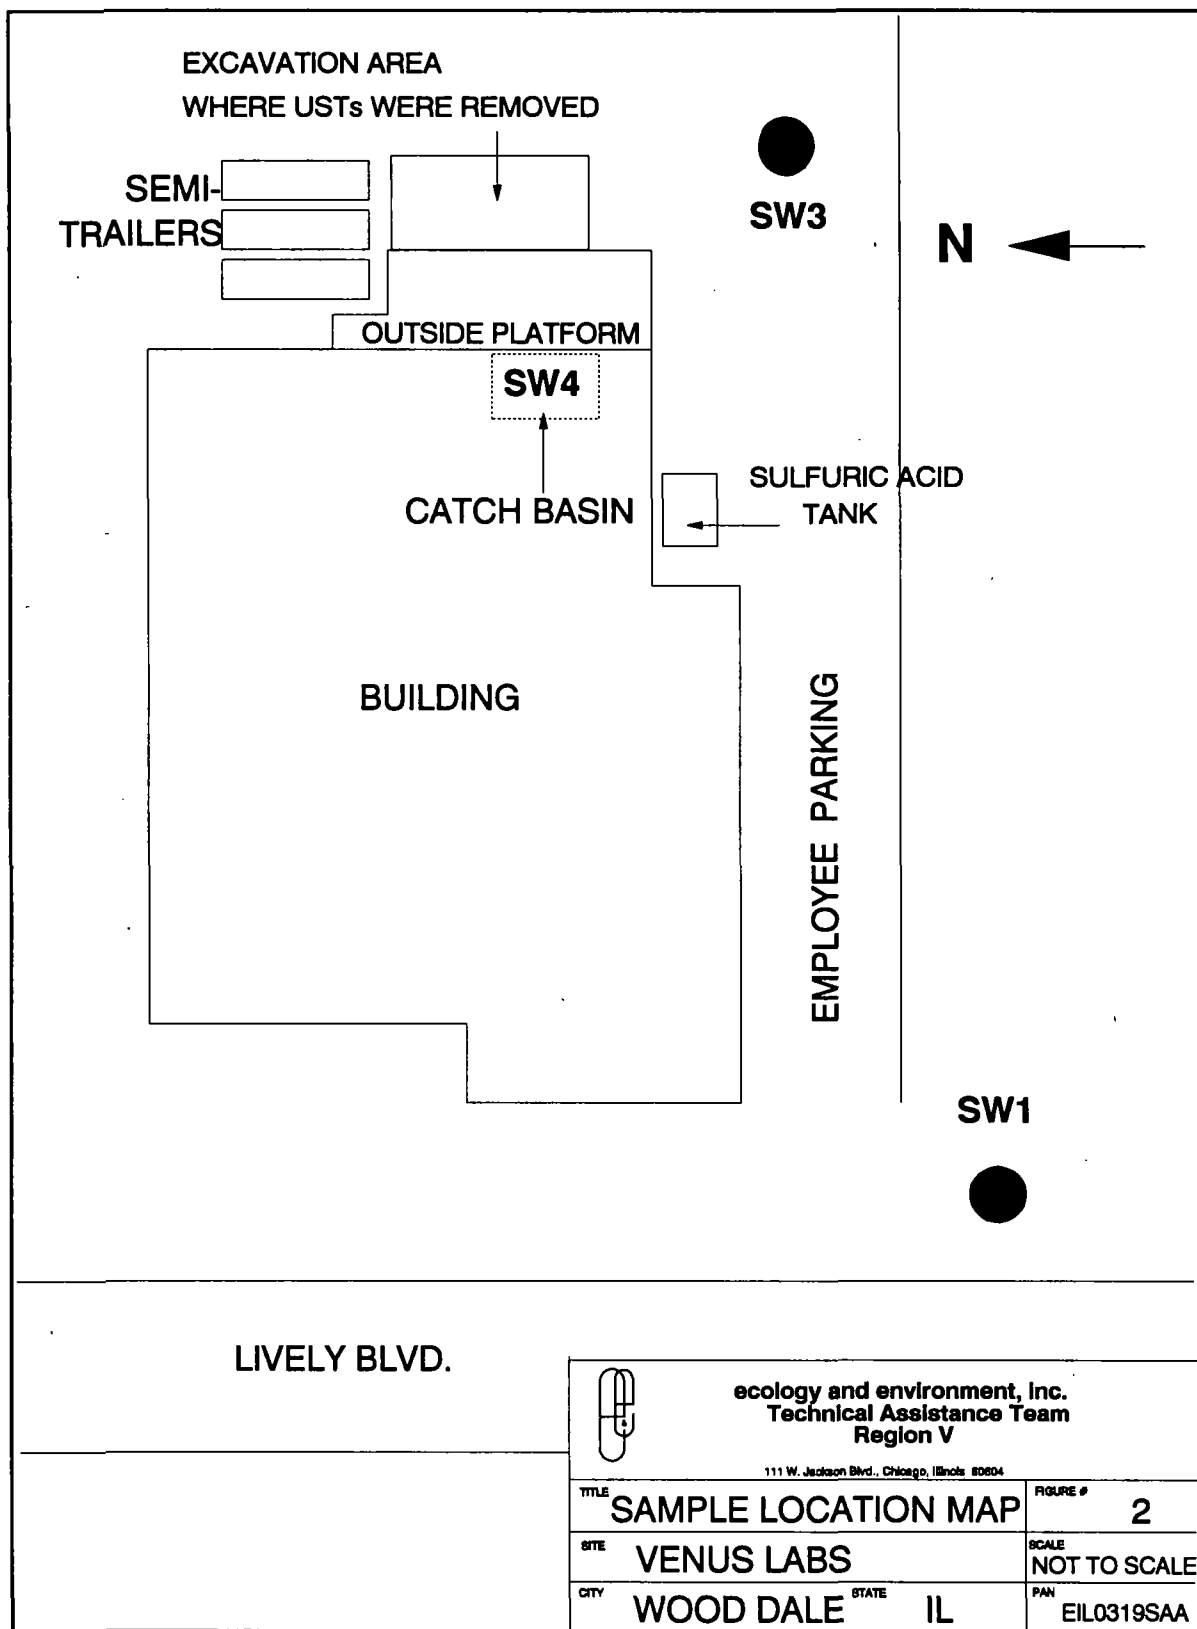 EXCAVATION AREA
WHERE USTs WERE REMOVED
SEMI-
TRAILERS
SW3
N
OUTSIDE PLATFORM
SW4
CATCH BASIN
SULFURIC ACID
TANK
BUILDING
EMPLOYEE PARKING
SW1
LIVELY BLVD.
ecology and environment, inc.
Technical Assistance Team
Region V
111 W. Jackson Blvd., Chicago, Illinois 60604
TITLE SAMPLE LOCATION MAP
FIGURE # 2
SITE VENUS LABS
SCALE NOT TO SCALE
CITY WOOD DALE STATE IL
PAN EIL0319SAA